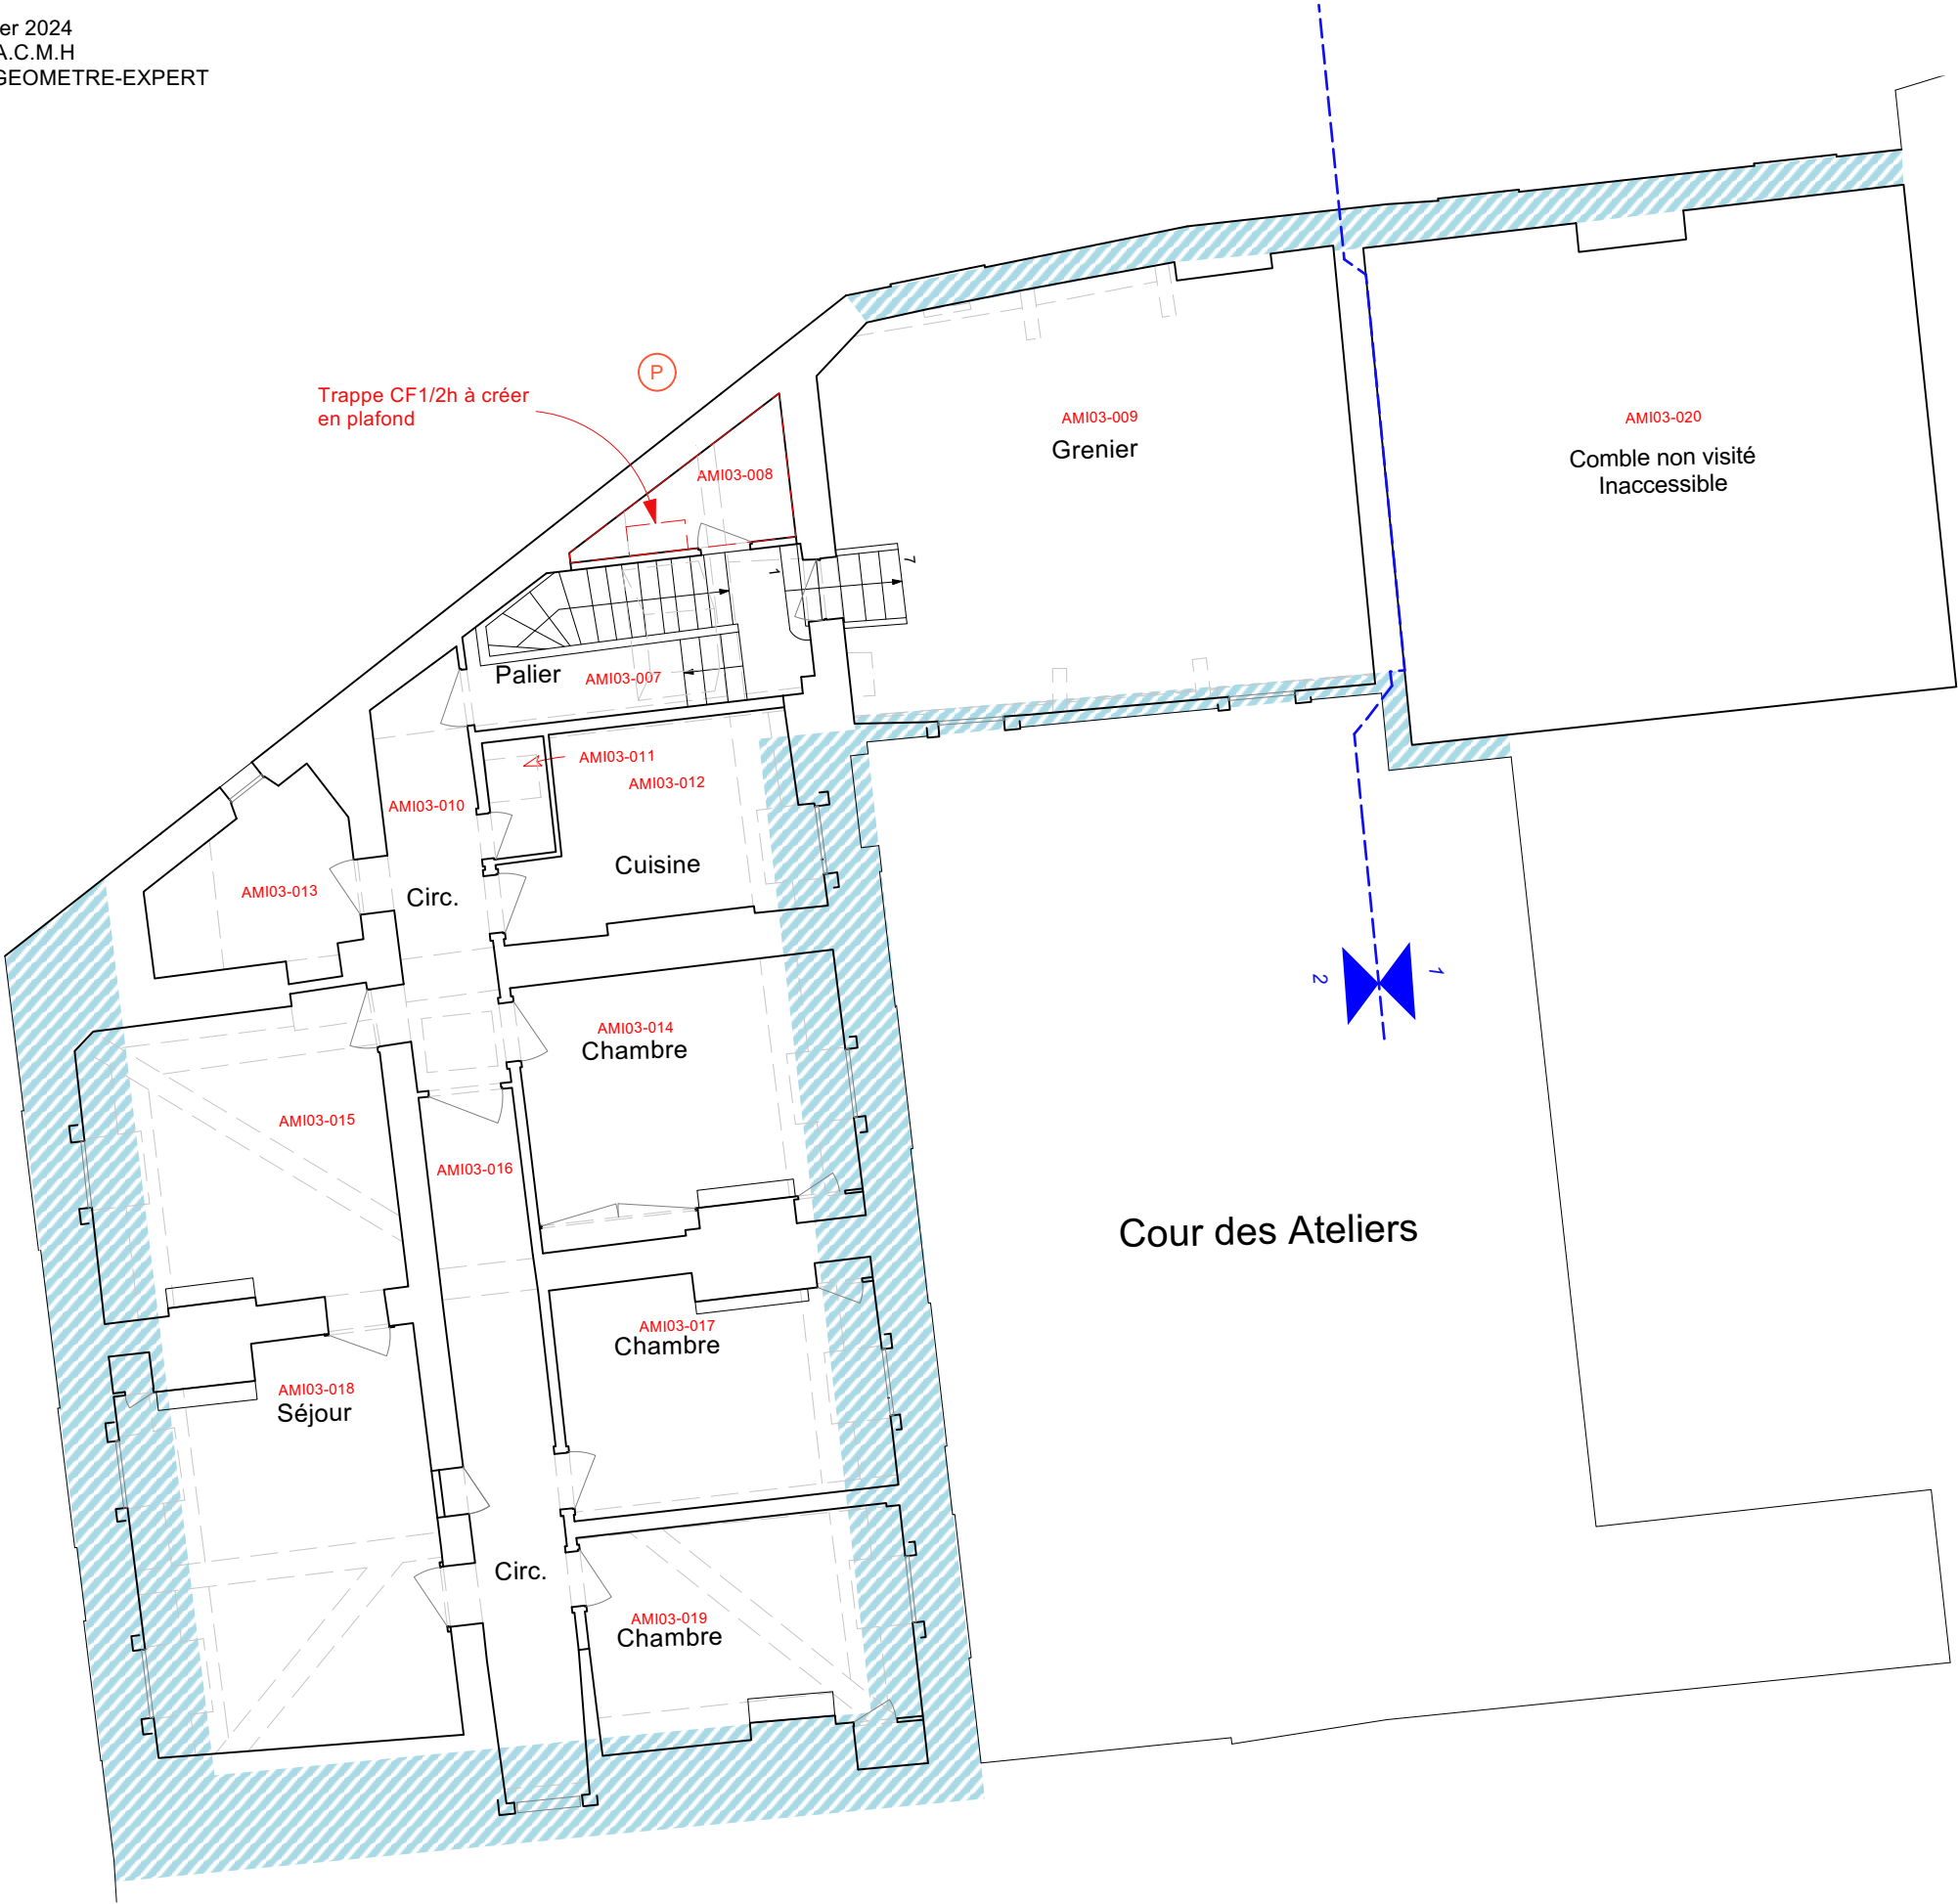 er 2024
A.C.M.H
GEOMETRE-EXPERT
P
Trappe CF1/2h à créer
en plafond
AMI03-008
AMI03-009
Grenier
AMI03-020
Comble non visité
Inaccessible
1
7
Palier
AMI03-007
AMI03-011
AMI03-012
AMI03-010
Cuisine
AMI03-013
Circ.
2
1
AMI03-014
Chambre
AMI03-015
AMI03-016
Cour des Ateliers
AMI03-017
Chambre
AMI03-018
Séjour
Circ.
AMI03-019
Chambre